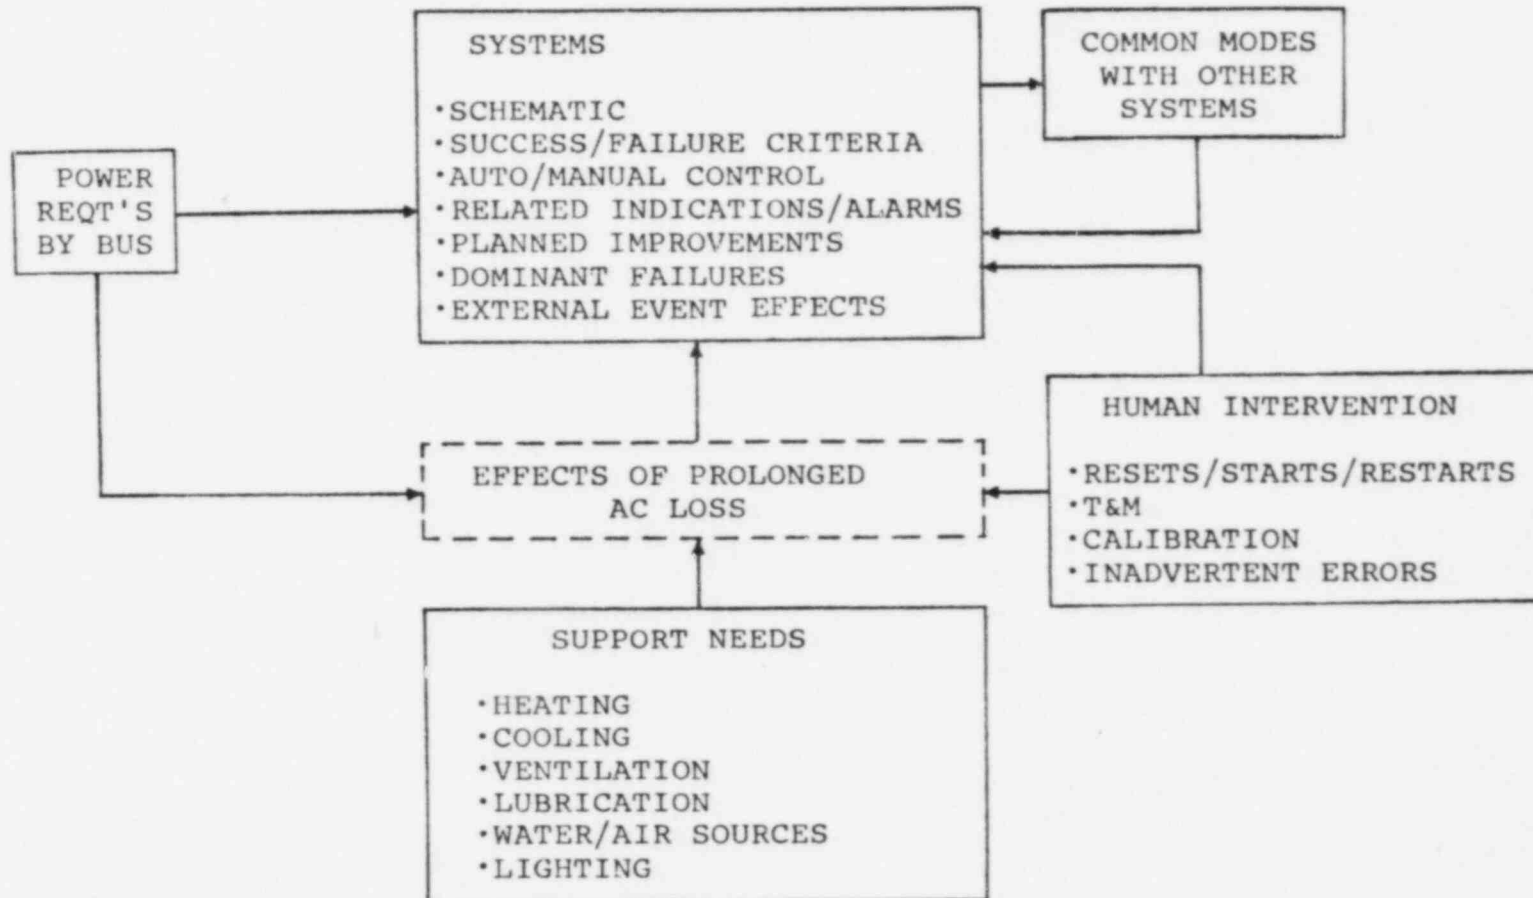 SYSTEMS
·SCHEMATIC
·SUCCESS/FAILURE CRITERIA
·AUTO/MANUAL CONTROL
·RELATED INDICATIONS/ALARMS
·PLANNED IMPROVEMENTS
·DOMINANT FAILURES
·EXTERNAL EVENT EFFECTS
COMMON MODES
WITH OTHER
SYSTEMS
POWER
REQT'S
BY BUS
HUMAN INTERVENTION
·RESETS/STARTS/RESTARTS
·T&M
·CALIBRATION
·INADVERTENT ERRORS
EFFECTS OF PROLONGED
AC LOSS
SUPPORT NEEDS
·HEATING
·COOLING
·VENTILATION
·LUBRICATION
·WATER/AIR SOURCES
·LIGHTING